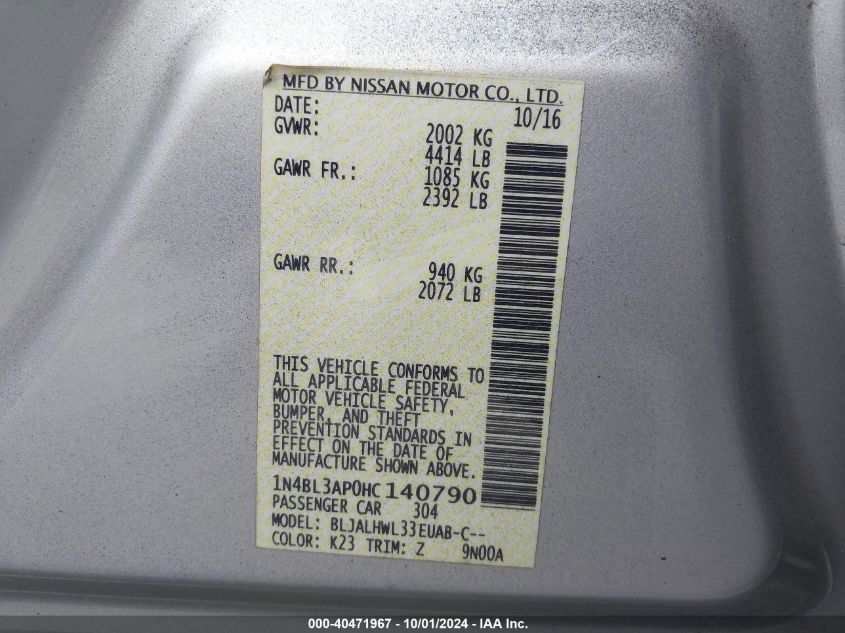 MFD BY NISSAN MOTOR CO., LTD.
DATE: 10/16
GVWR: 2002 KG
4414 LB
GAWR FR.: 1085 KG
2392 LB
GAWR RR.: 940 KG
2072 LB
THIS VEHICLE CONFORMS TO
ALL APPLICABLE FEDERAL
MOTOR VEHICLE SAFETY,
BUMPER, AND THEFT
PREVENTION STANDARDS IN
EFFECT ON THE DATE OF
MANUFACTURE SHOWN ABOVE.
1N4BL3AP0HC140790
PASSENGER CAR 304
MODEL: BLJALHWL33EUAB-C--
COLOR: K23 TRIM: Z 9N00A
000-40471967 - 10/01/2024 - IAA Inc.